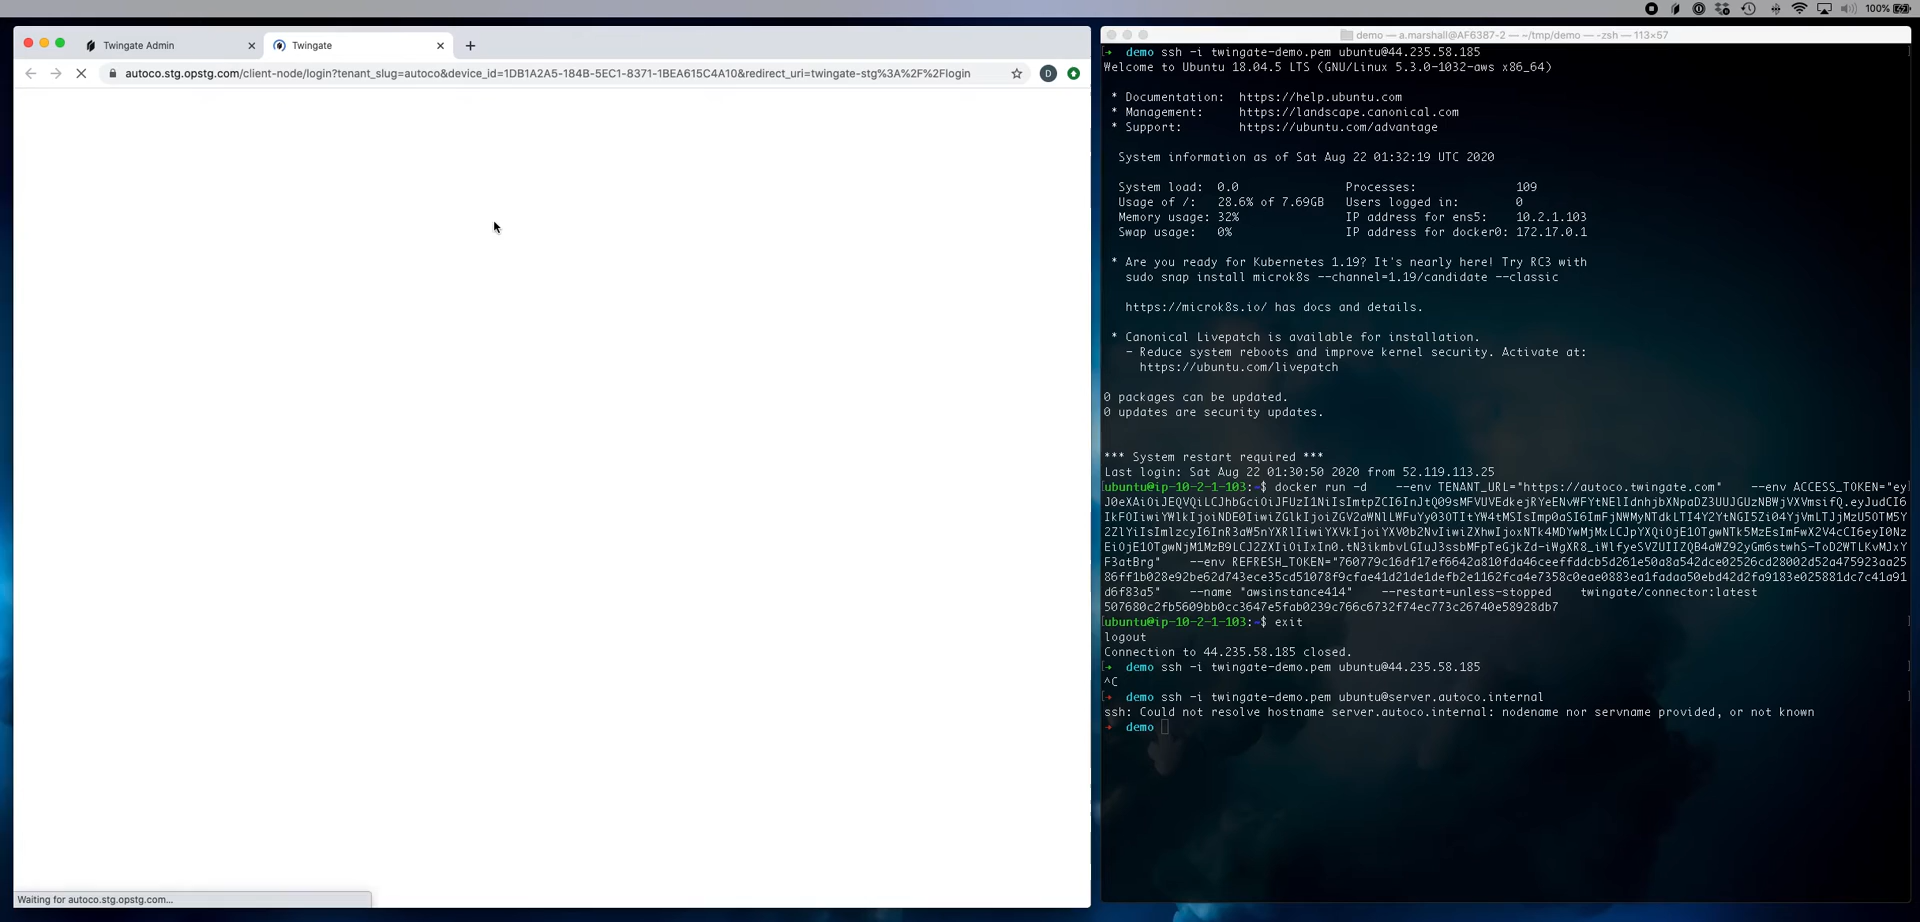 100%
Twingate Admin
Twingate
autoco.stg.opstg.com/client-node/login?tenant_slug=autoco&device_id=1DB1A2A5-184B-5EC1-8371-1BEA615C4A10&redirect_uri=twingate-stg%3A%2F%2Flogin
D
Waiting for autoco.stg.opstg.com...
demo — a.marshall@AF6387-2 — ~/tmp/demo — -zsh — 113×57
demo ssh -i twingate-demo.pem ubuntu@44.235.58.185
Welcome to Ubuntu 18.04.5 LTS (GNU/Linux 5.3.0-1032-aws x86_64)
* Documentation: https://help.ubuntu.com
* Management: https://landscape.canonical.com
* Support: https://ubuntu.com/advantage
System information as of Sat Aug 22 01:32:19 UTC 2020
System load: 0.0 Processes: 109
Usage of /: 28.6% of 7.69GB Users logged in: 0
Memory usage: 32% IP address for ens5: 10.2.1.103
Swap usage: 0% IP address for docker0: 172.17.0.1
* Are you ready for Kubernetes 1.19? It's nearly here! Try RC3 with
sudo snap install microk8s --channel=1.19/candidate --classic
https://microk8s.io/ has docs and details.
* Canonical Livepatch is available for installation.
- Reduce system reboots and improve kernel security. Activate at:
https://ubuntu.com/livepatch
0 packages can be updated.
0 updates are security updates.
*** System restart required ***
Last login: Sat Aug 22 01:30:50 2020 from 52.119.113.25
ubuntu@ip-10-2-1-103:~$ docker run -d --env TENANT_URL="https://autoco.twingate.com" --env ACCESS_TOKEN="ey
F3atBrg" --env REFRESH_TOKEN="760779c16df17ef6642a810fda46ceeffddcb5d261e50a8a542dce02526cd28002d52a475923aa25
86ff1b028e92be62d743ece35cd51078f9cfae41d21de1defb2e1162fca4e7358c0eae0883ea1fadaa50ebd42d2fa9183e025881dc7c41a91
d6f83a5" --name "awsinstance414" --restart=unless-stopped twingate/connector:latest
507680c2fb5609bb0cc3647e5fab0239c766c6732f74ec773c26740e58928db7
ubuntu@ip-10-2-1-103:~$ exit
logout
Connection to 44.235.58.185 closed.
demo ssh -i twingate-demo.pem ubuntu@44.235.58.185
^C
demo ssh -i twingate-demo.pem ubuntu@server.autoco.internal
ssh: Could not resolve hostname server.autoco.internal: nodename nor servname provided, or not known
demo